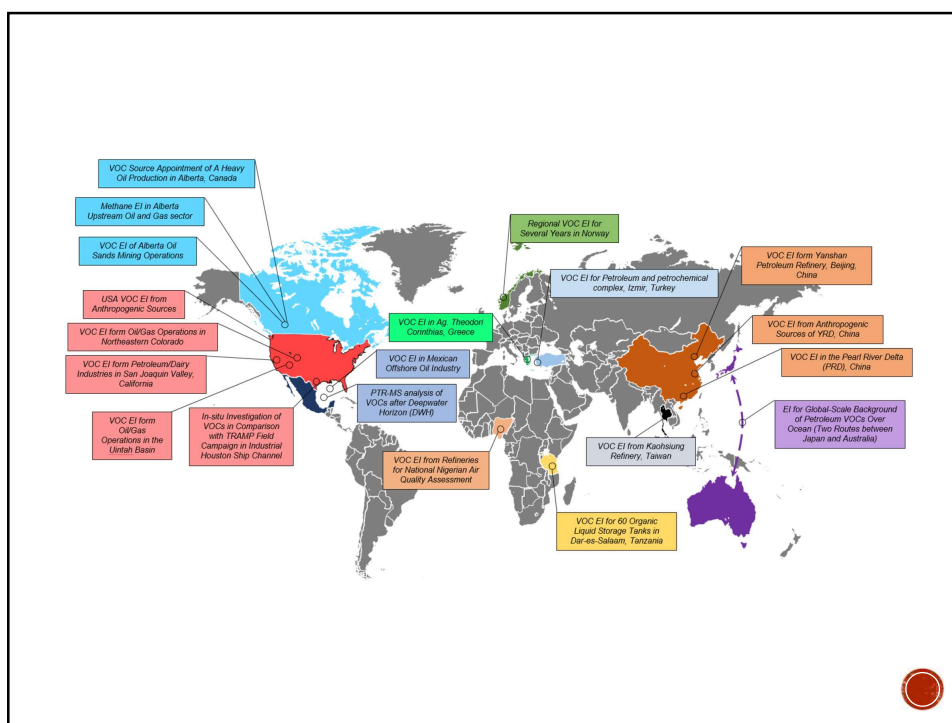 VOC Source Appointment of A Heavy
Oil Production in Alberta, Canada
Methane EI in Alberta
Upstream Oil and Gas sector
VOC EI of Alberta Oil
Sands Mining Operations
USA VOC EI from
Anthropogenic Sources
VOC EI form Oil/Gas Operations in
Northeastern Colorado
VOC EI form Petroleum/Dairy
Industries in San Joaquin Valley,
California
VOC EI form
Oil/Gas
Operations in the
Uintah Basin
In-situ Investigation of
VOCs in Comparison
with TRAMP Field
Campaign in Industrial
Houston Ship Channel
VOC EI in Mexican
Offshore Oil Industry
PTR-MS analysis of
VOCs after Deepwater
Horizon (DWH)
Regional VOC EI for
Several Years in Norway
VOC EI for Petroleum and petrochemical
complex, Izmir, Turkey
VOC EI in Ag. Theodori
Corinthias, Greece
VOC EI from Refineries
for National Nigerian Air
Quality Assessment
VOC EI for 60 Organic
Liquid Storage Tanks in
Dar-es-Salaam, Tanzania
VOC EI form Yanshan
Petroleum Refinery, Beijing,
China
VOC EI from Anthropogenic
Sources of YRD, China
VOC EI in the Pearl River Delta
(PRD), China
EI for Global-Scale Background
of Petroleum VOCs Over
Ocean (Two Routes between
Japan and Australia)
VOC EI from Kaohsiung
Refinery, Taiwan